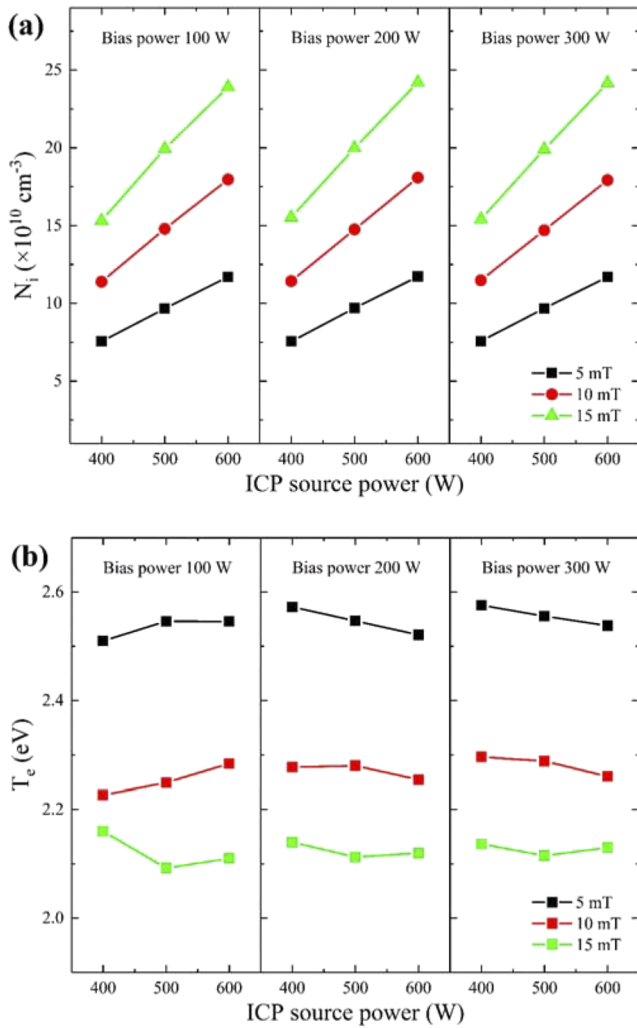 (a)
Bias power 100 W
Bias power 200 W
Bias power 300 W
25
20
15
10
5
Nᵢ (×10¹⁰ cm⁻³)
5 mT
10 mT
15 mT
400 500 600 400 500 600 400 500 600
ICP source power (W)
(b)
Bias power 100 W
Bias power 200 W
Bias power 300 W
2.6
2.4
2.2
2.0
Tₑ (eV)
5 mT
10 mT
15 mT
400 500 600 400 500 600 400 500 600
ICP source power (W)